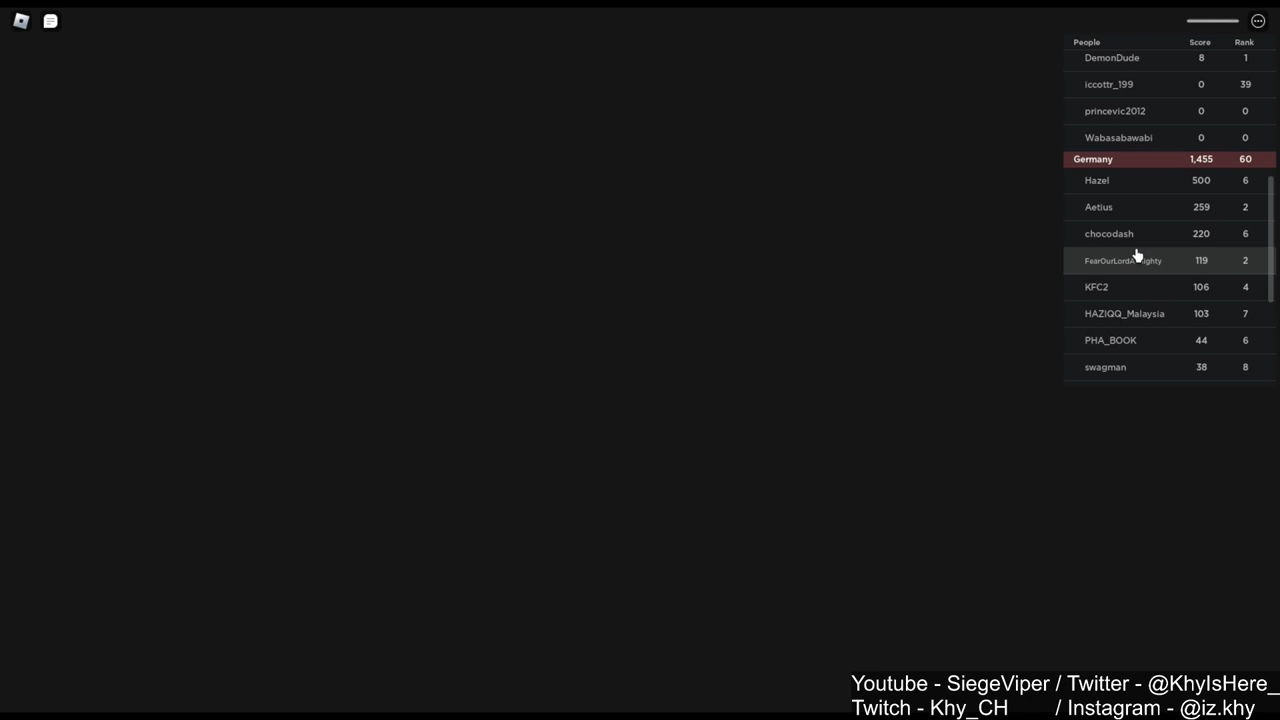 People Score Rank
DemonDude 8 1
iccottr_199 0 39
princevic2012 0 0
Wabasabawabi 0 0
Germany 1,455 60
Hazel 500 6
Aetius 259 2
chocodash 220 6
119 2
KFC2 106 4
HAZIQQ_Malaysia 103 7
PHA_BOOK 44 6
swagman 38 8
Youtube - SiegeViper / Twitter - @KhyIsHere_
Twitch - Khy_CH / Instagram - @iz.khy